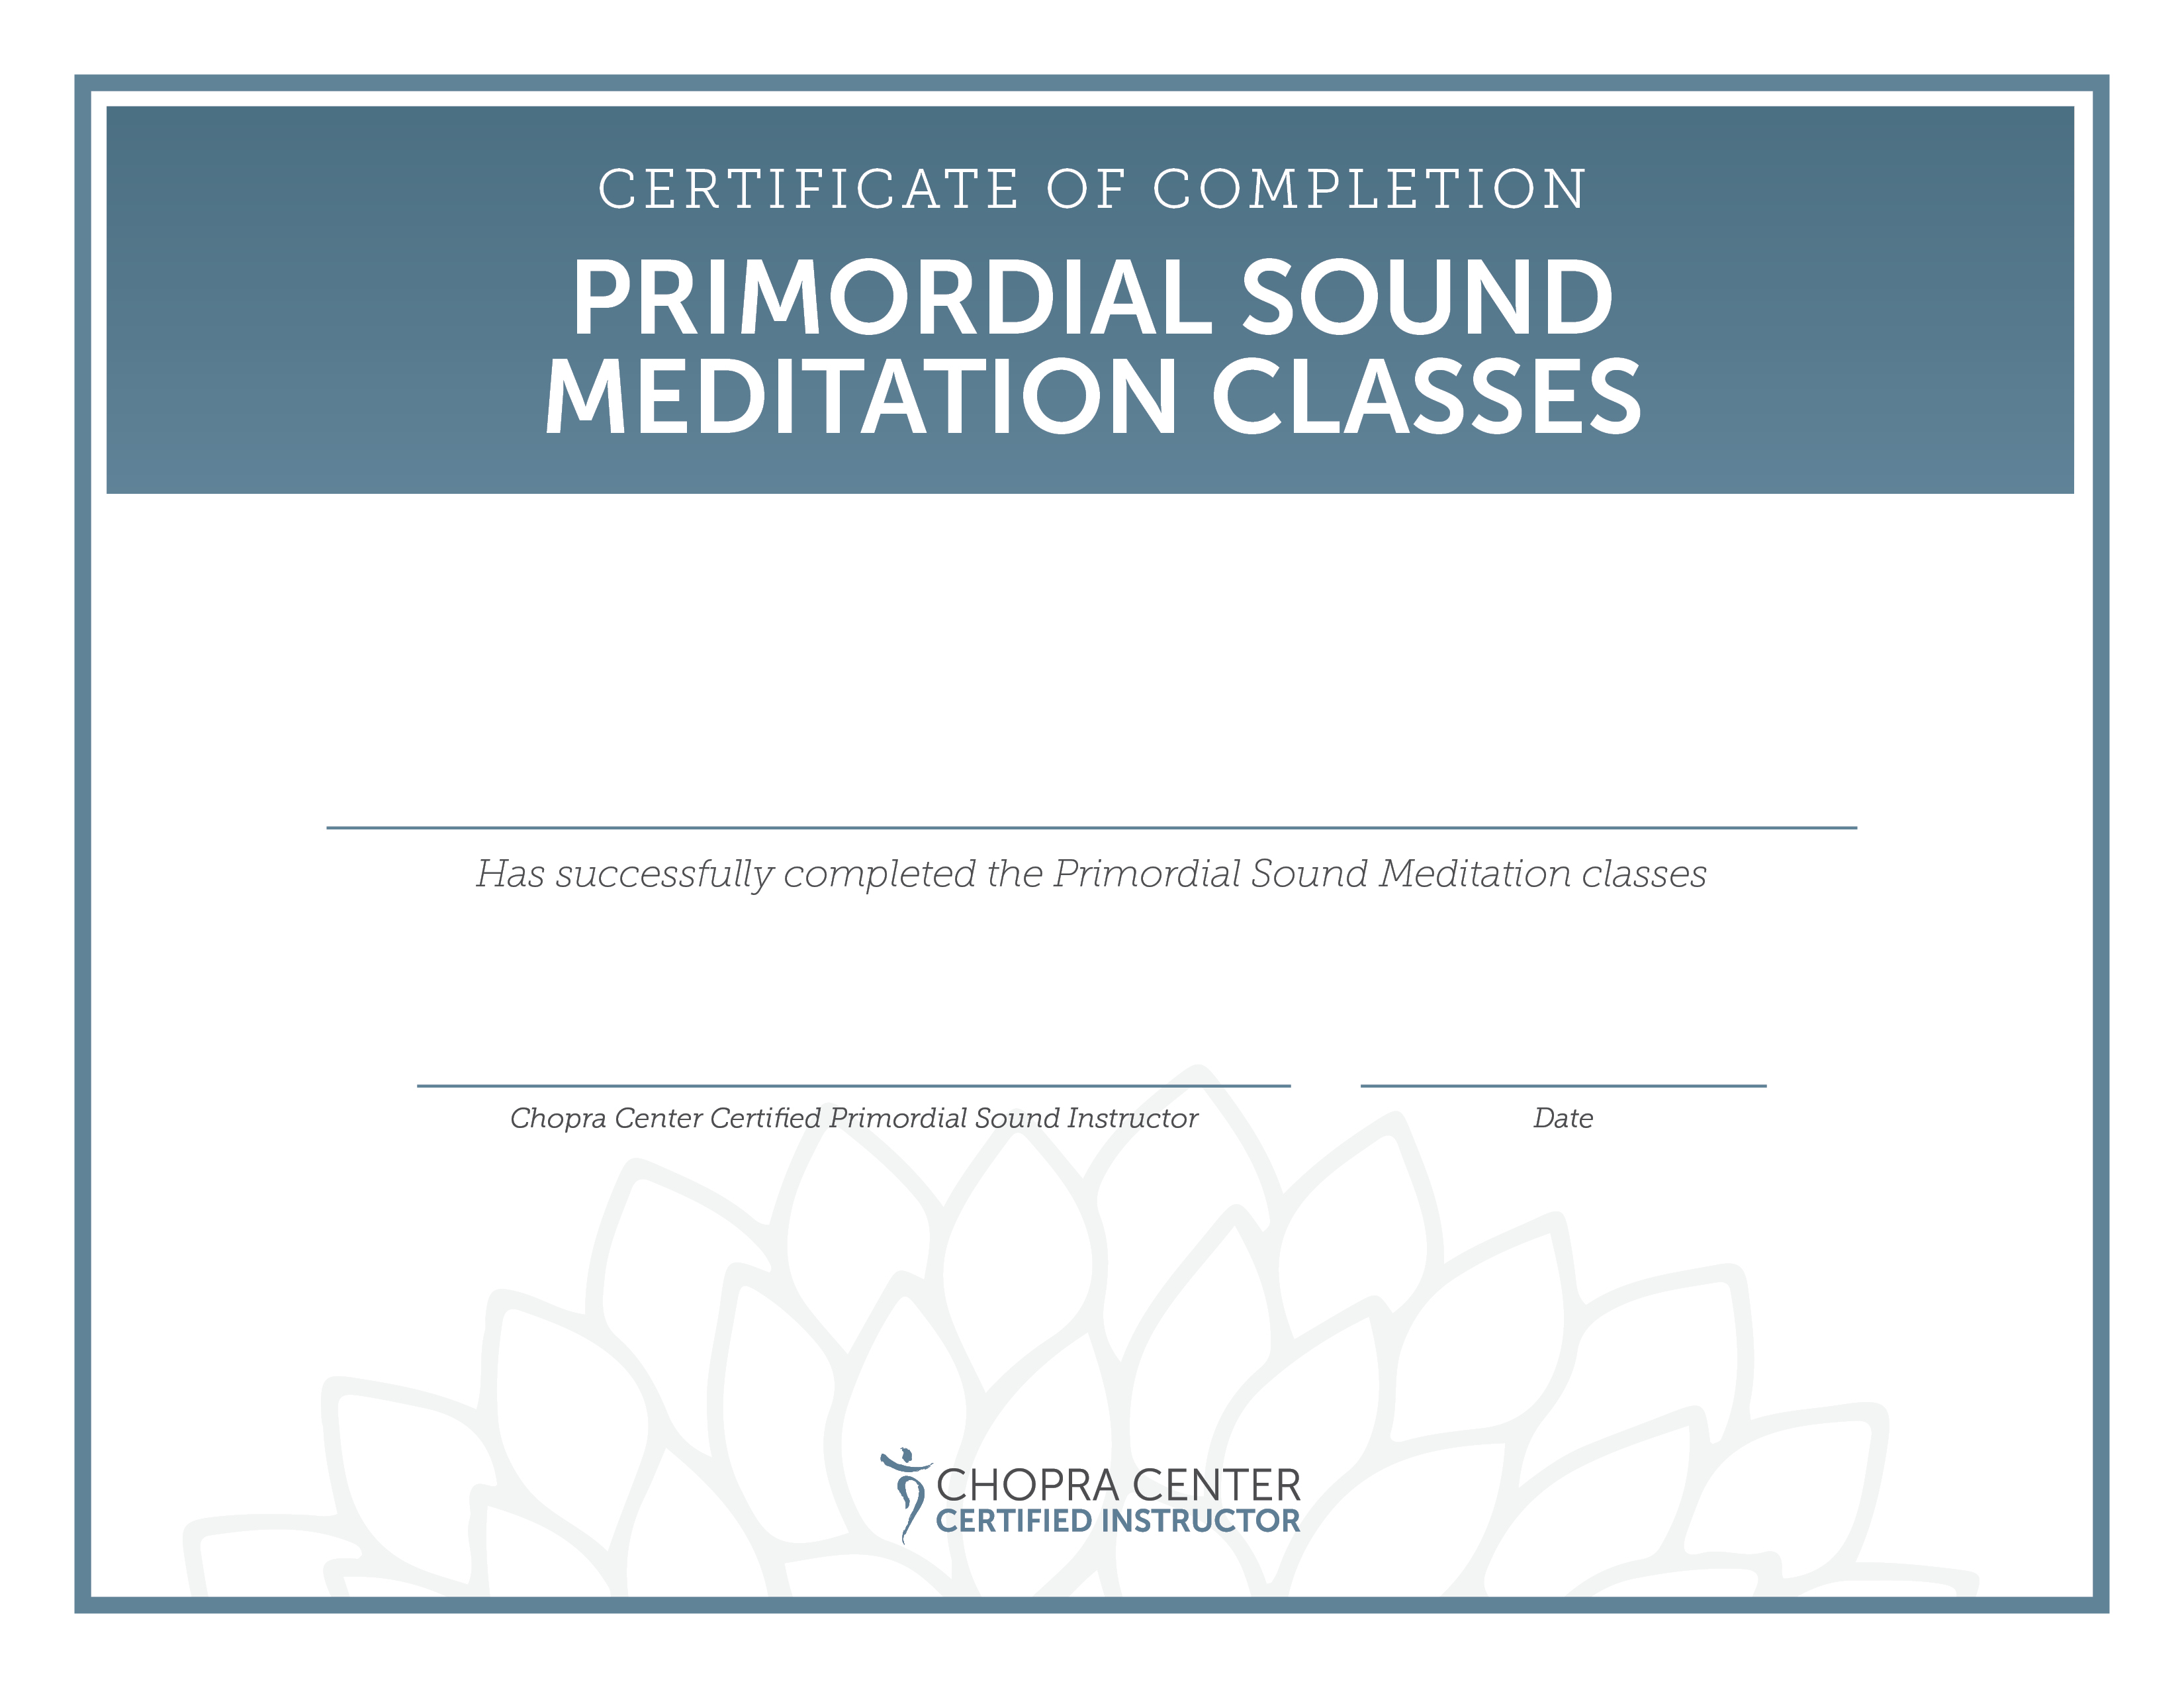 CERTIFICATE OF COMPLETION
PRIMORDIAL SOUND
MEDITATION CLASSES
Has successfully completed the Primordial Sound Meditation classes
Chopra Center Certified Primordial Sound Instructor
Date
CHOPRA CENTER
CERTIFIED INSTRUCTOR